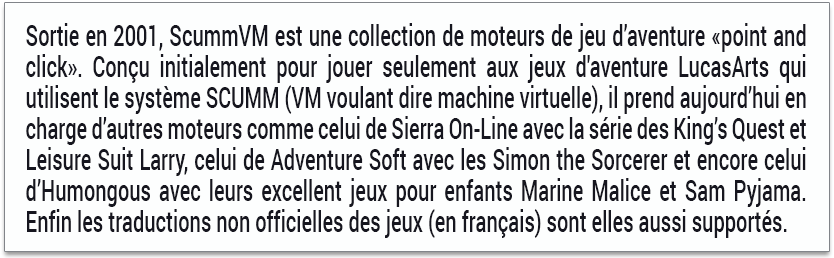 Sortie en 2001, ScummVM est une collection de moteurs de jeu d’aventure «point and
click». Conçu initialement pour jouer seulement aux jeux d'aventure LucasArts qui
utilisent le système SCUMM (VM voulant dire machine virtuelle), il prend aujourd’hui en
charge d’autres moteurs comme celui de Sierra On-Line avec la série des King’s Quest et
Leisure Suit Larry, celui de Adventure Soft avec les Simon the Sorcerer et encore celui
d’Humongous avec leurs excellent jeux pour enfants Marine Malice et Sam Pyjama.
Enfin les traductions non officielles des jeux (en français) sont elles aussi supportés.